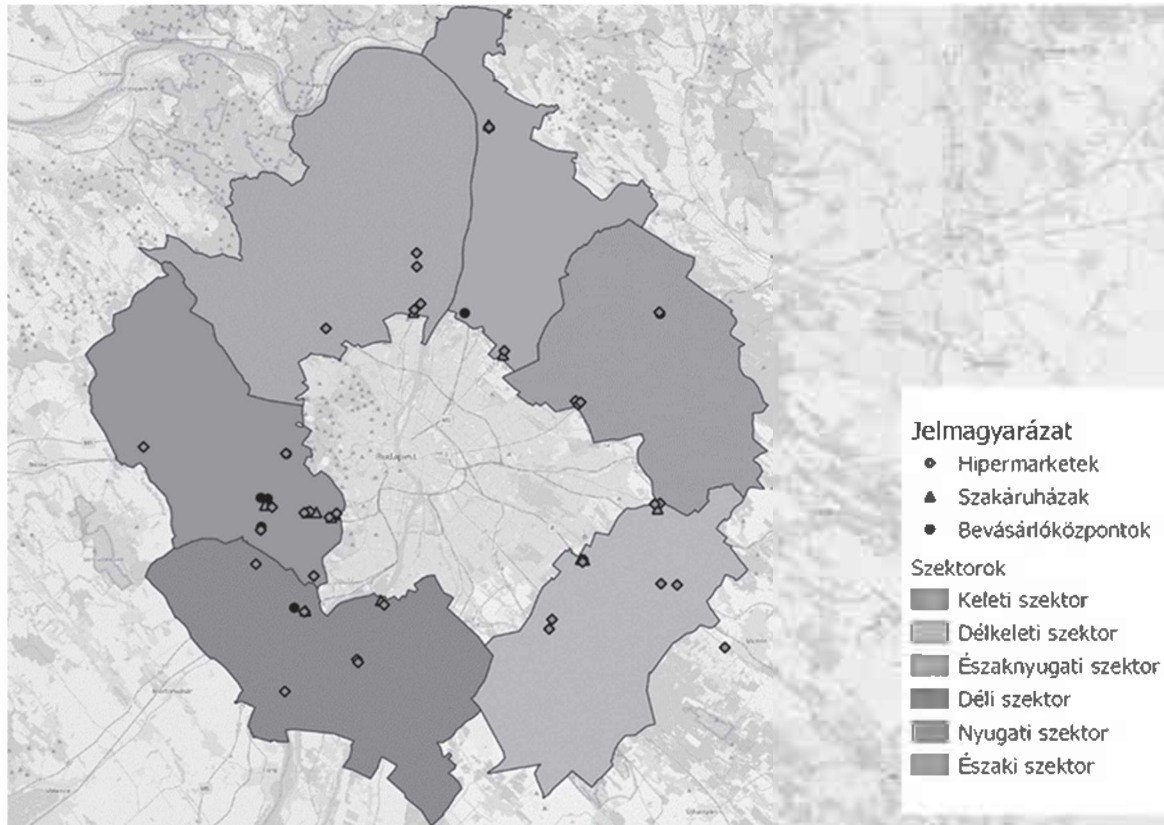 Budapest
Jelmagyarázat
Hipermarketek
Szakáruházak
Bevásárlóközpontok
Szektorok
Keleti szektor
Délkeleti szektor
Északnyugati szektor
Déli szektor
Nyugati szektor
Északi szektor